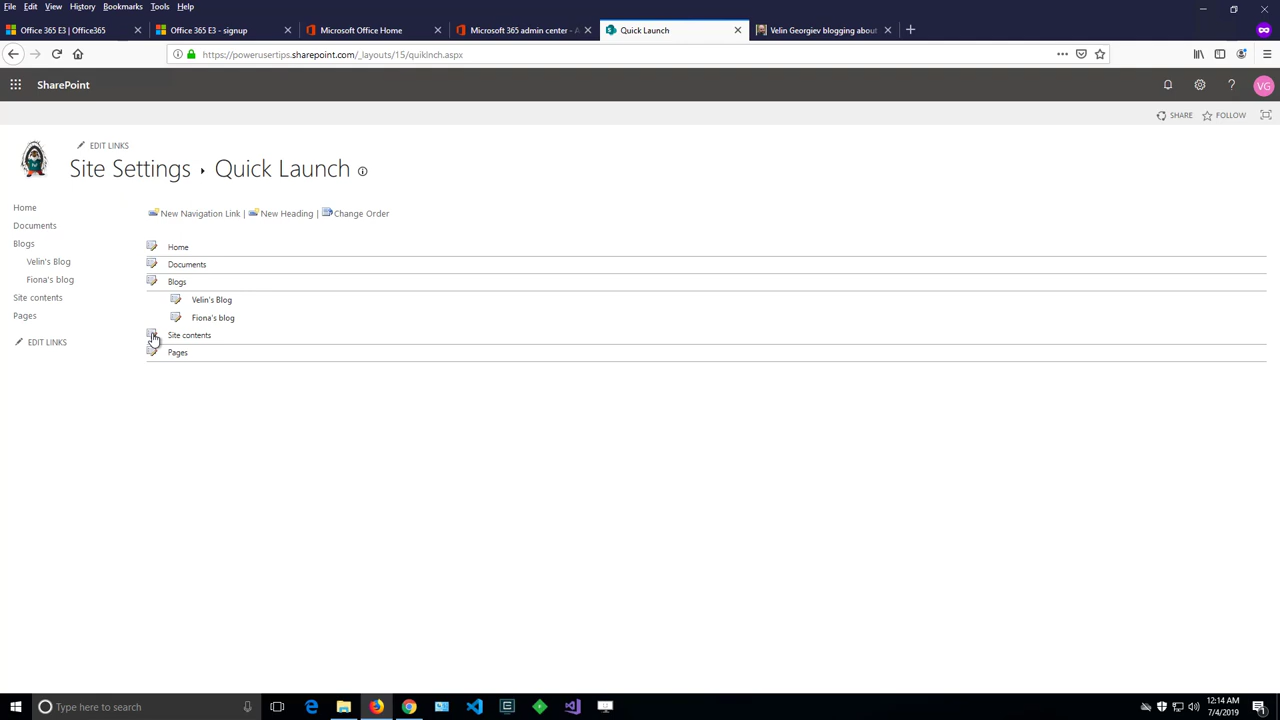 File Edit View History Bookmarks Tools Help
Office 365 E3 | Office365
Office 365 E3 - signup
Microsoft Office Home
Microsoft 365 admin center - A
Quick Launch
Velin Georgiev blogging about
https://powerusertips.sharepoint.com/_layouts/15/quiklnch.aspx
SharePoint
VG
SHARE
FOLLOW
EDIT LINKS
Site Settings ▸ Quick Launch
Home
Documents
Blogs
Velin's Blog
Fiona's blog
Site contents
Pages
EDIT LINKS
New Navigation Link | New Heading | Change Order
Home
Documents
Blogs
Velin's Blog
Fiona's blog
Site contents
Pages
Type here to search
12:14 AM
7/4/2019
1